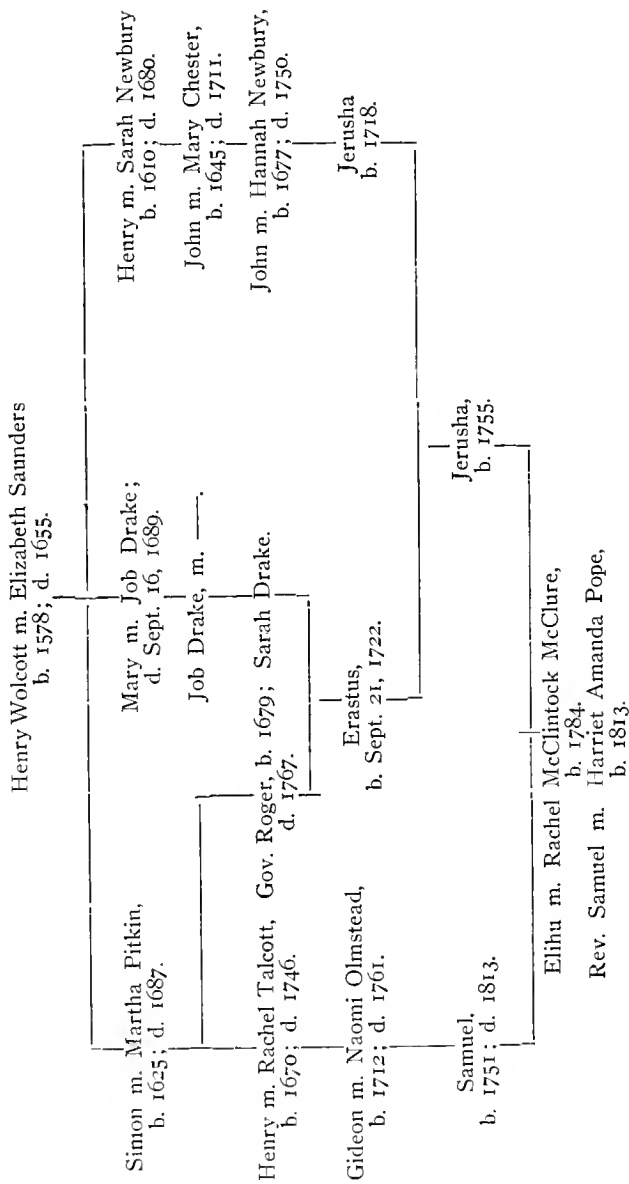 Henry Wolcott m. Elizabeth Saunders
b. 1578; d. 1655.
Simon m. Martha Pitkin,
b. 1625; d. 1687.
Mary m. Job Drake;
d. Sept. 16, 1689.
Henry m. Sarah Newbury
b. 1610; d. 1680.
Job Drake, m. ——.
John m. Mary Chester,
b. 1645; d. 1711.
Henry m. Rachel Talcott,
b. 1670; d. 1746.
Gov. Roger, b. 1679; Sarah Drake.
d. 1767.
John m. Hannah Newbury,
b. 1677; d. 1750.
Gideon m. Naomi Olmstead,
b. 1712; d. 1761.
Erastus,
b. Sept. 21, 1722.
Jerusha
b. 1718.
Samuel,
b. 1751; d. 1813.
Jerusha,
b. 1755.
Elihu m. Rachel McClintock McClure,
b. 1784.
Rev. Samuel m. Harriet Amanda Pope,
b. 1813.